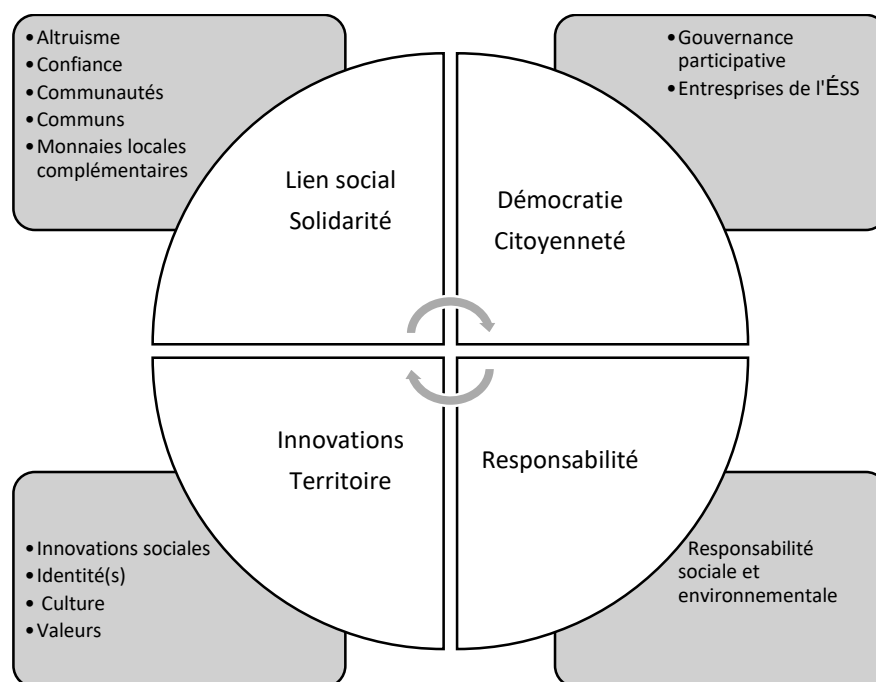 •Altruisme
•Confiance
•Communautés
•Communs
•Monnaies locales
complémentaires
•Gouvernance
participative
•Entresprises de l'ÉSS
Lien social
Solidarité
Démocratie
Citoyenneté
Innovations
Territoire
Responsabilité
•Innovations sociales
•Identité(s)
• Culture
•Valeurs
Responsabilité
sociale et
environnementale